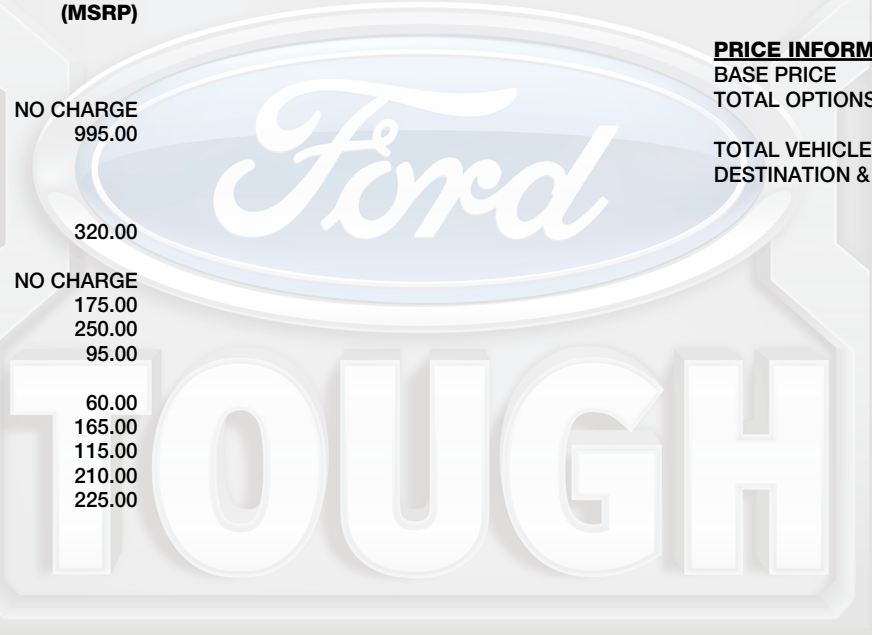 (MSRP)
NO CHARGE
995.00
320.00
NO CHARGE
175.00
250.00
95.00
60.00
165.00
115.00
210.00
225.00
PRICE INFORM
BASE PRICE
TOTAL OPTIONS
TOTAL VEHICLE
DESTINATION &
Ford
TOUGH